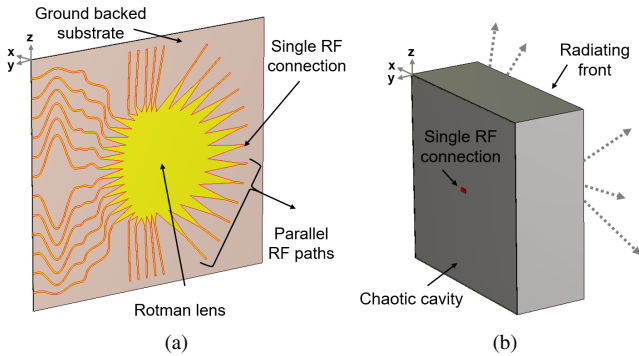 Ground backed
substrate
z
x
y
Single RF
connection
Parallel
RF paths
Rotman lens
(a)
z
x
y
Radiating
front
Single RF
connection
Chaotic cavity
(b)